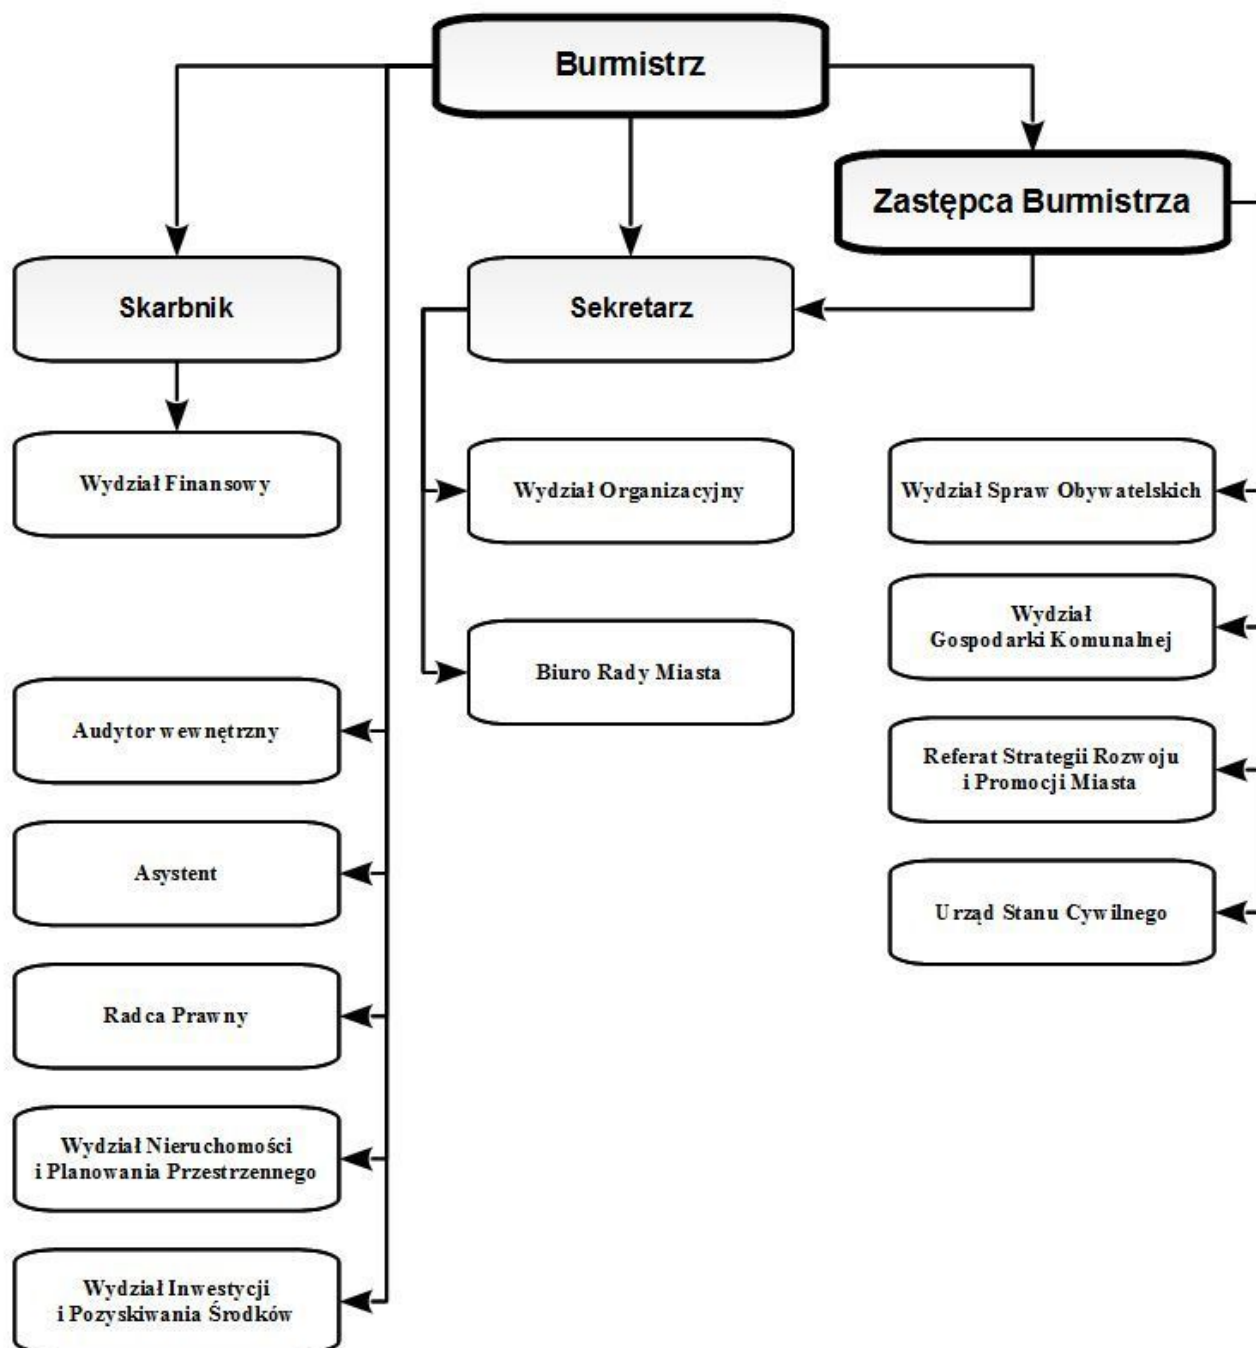 Burmistrz
Zastępca Burmistrza
Skarbnik
Sekretarz
Wydział Finansowy
Wydział Organizacyjny
Wydział Spraw Obywatelskich
Wydział
Gospodarki Komunalnej
Biuro Rady Miasta
Audytor wewnętrzny
Referat Strategii Rozwoju
i Promocji Miasta
Asystent
Urząd Stanu Cywilnego
Radca Prawny
Wydział Nieruchomości
i Planowania Przestrzennego
Wydział Inwestycji
i Pozyskiwania Środków